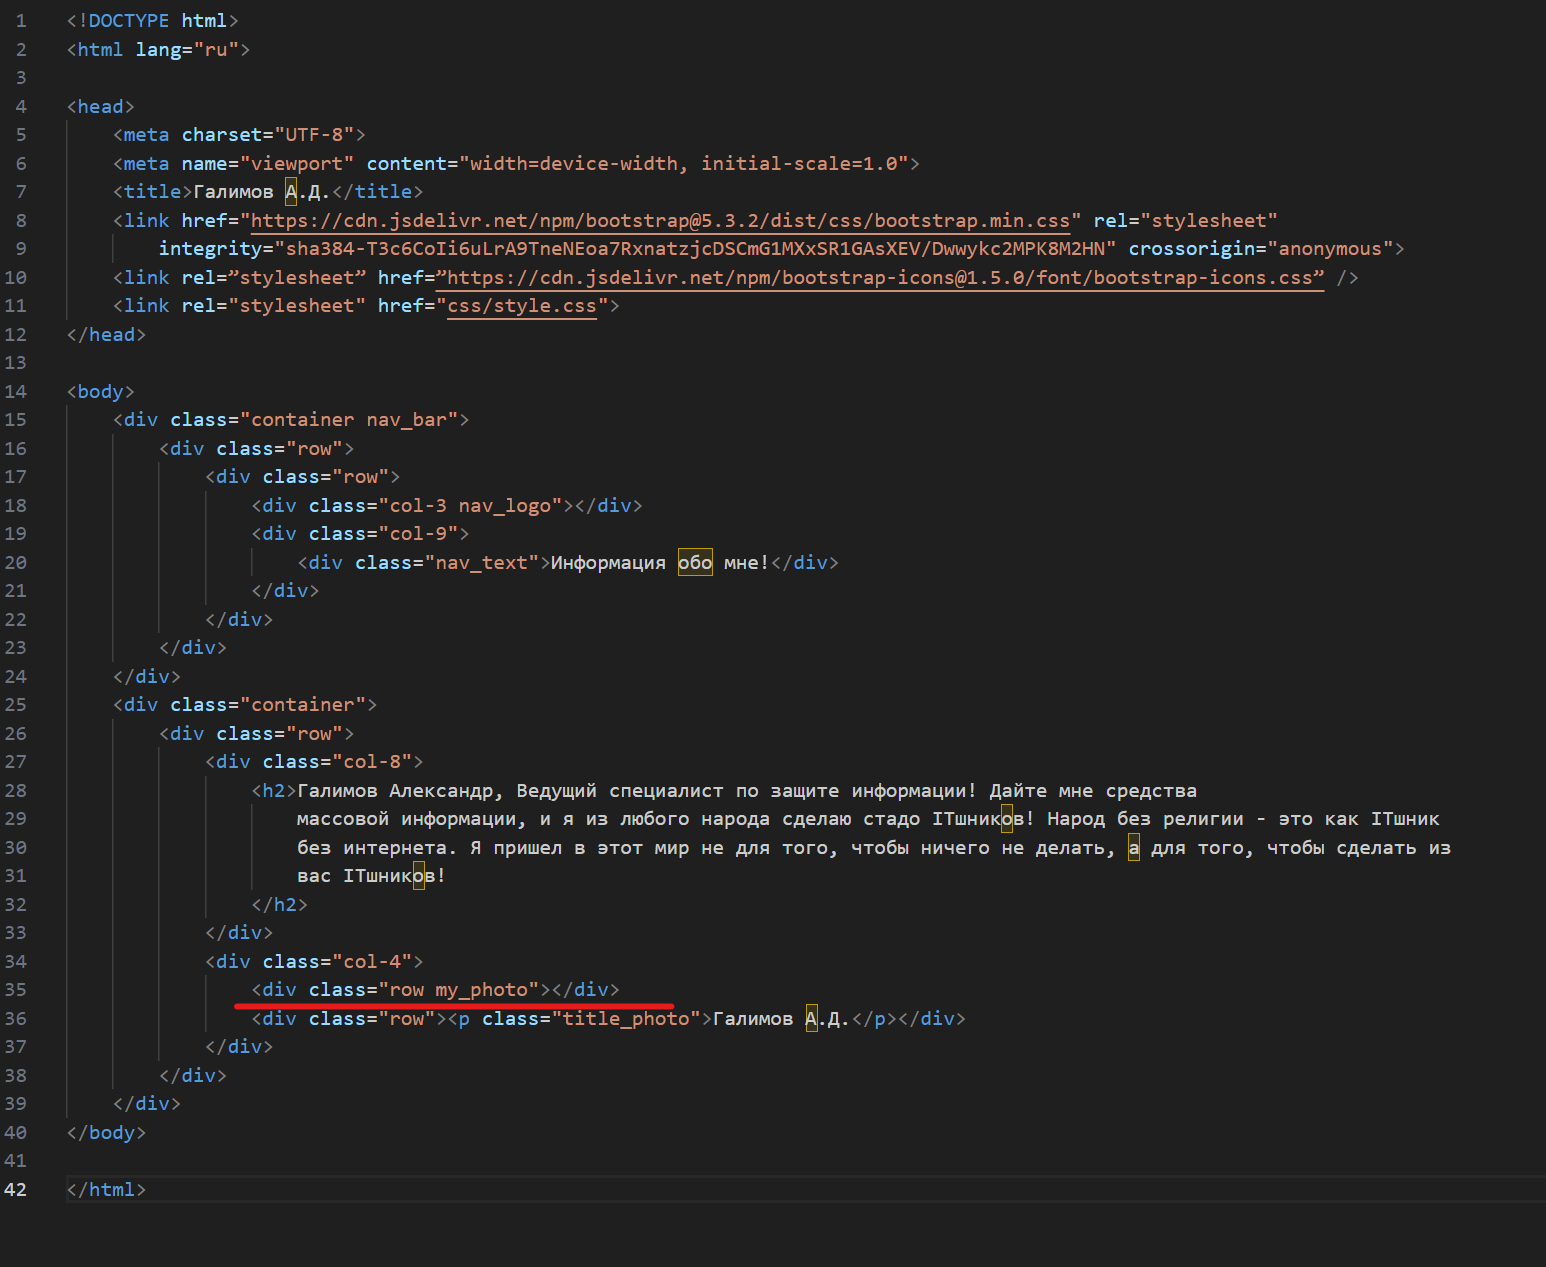 1 <!DOCTYPE html>
2 <html lang="ru">
3
4 <head>
5 <meta charset="UTF-8">
6 <meta name="viewport" content="width=device-width, initial-scale=1.0">
7 <title>Галимов А.Д.</title>
8 <link href="https://cdn.jsdelivr.net/npm/bootstrap@5.3.2/dist/css/bootstrap.min.css" rel="stylesheet"
9 integrity="sha384-T3c6CoIi6uLrA9TneNEoa7RxnatzjcDSCmG1MXxSR1GAsXEV/Dwwykc2MPK8M2HN" crossorigin="anonymous">
10 <link rel=”stylesheet” href=”https://cdn.jsdelivr.net/npm/bootstrap-icons@1.5.0/font/bootstrap-icons.css” />
11 <link rel="stylesheet" href="css/style.css">
12 </head>
13
14 <body>
15 <div class="container nav_bar">
16 <div class="row">
17 <div class="row">
18 <div class="col-3 nav_logo"></div>
19 <div class="col-9">
20 <div class="nav_text">Информация обо мне!</div>
21 </div>
22 </div>
23 </div>
24 </div>
25 <div class="container">
26 <div class="row">
27 <div class="col-8">
28 <h2>Галимов Александр, Ведущий специалист по защите информации! Дайте мне средства
29 массовой информации, и я из любого народа сделаю стадо ITшников! Народ без религии - это как ITшник
30 без интернета. Я пришел в этот мир не для того, чтобы ничего не делать, а для того, чтобы сделать из
31 вас ITшников!
32 </h2>
33 </div>
34 <div class="col-4">
35 <div class="row my_photo"></div>
36 <div class="row"><p class="title_photo">Галимов А.Д.</p></div>
37 </div>
38 </div>
39 </div>
40 </body>
41
42 </html>